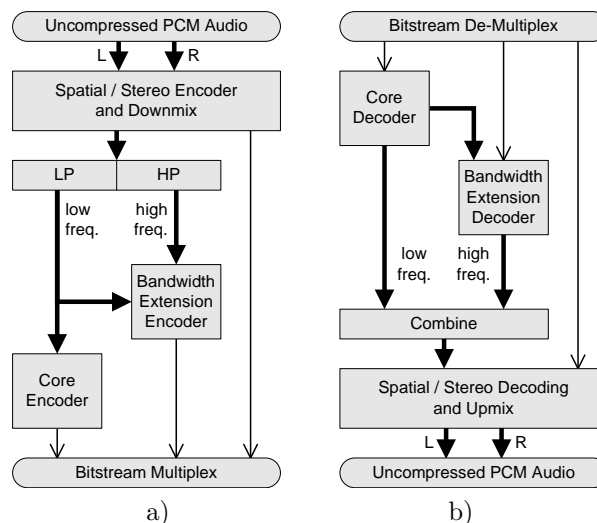 Uncompressed PCM Audio
L R
Spatial / Stereo Encoder
and Downmix
LP HP
low
freq.
high
freq.
Bandwidth
Extension
Encoder
Core
Encoder
Bitstream Multiplex
a)
Bitstream De-Multiplex
Core
Decoder
Bandwidth
Extension
Decoder
low
freq.
high
freq.
Combine
Spatial / Stereo Decoding
and Upmix
L R
Uncompressed PCM Audio
b)